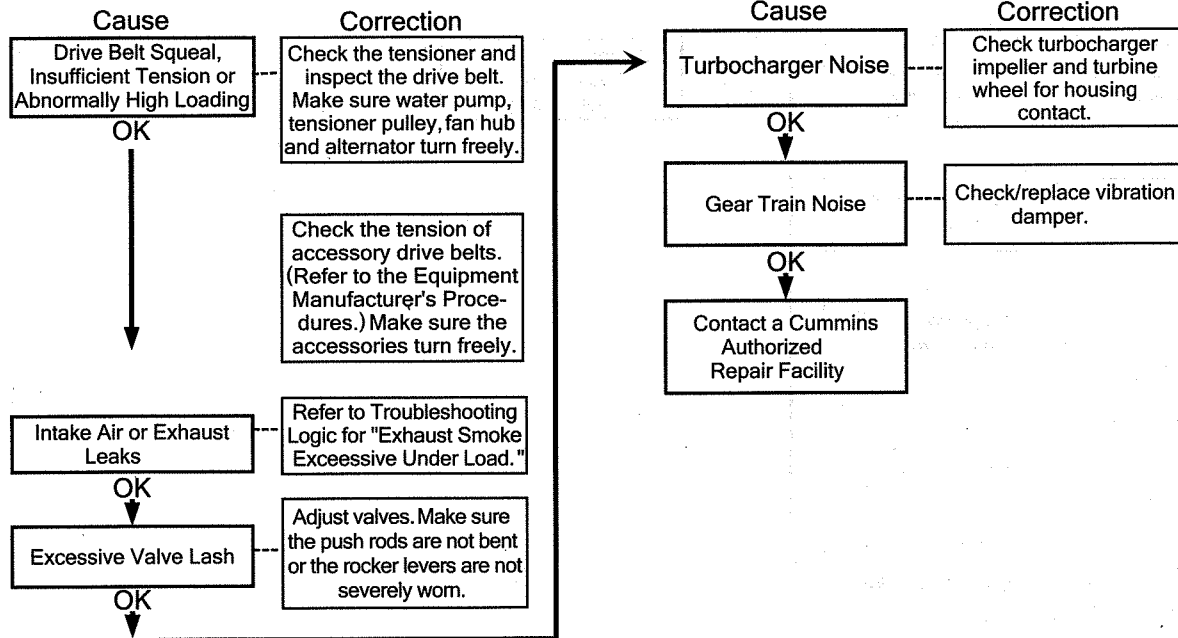 Cause
Correction
Drive Belt Squeal,
Insufficient Tension or
Abnormally High Loading
Check the tensioner and
inspect the drive belt.
Make sure water pump,
tensioner pulley, fan hub
and alternator turn freely.
OK
Check the tension of
accessory drive belts.
(Refer to the Equipment
Manufacturer's Proce-
dures.) Make sure the
accessories turn freely.
Intake Air or Exhaust
Leaks
Refer to Troubleshooting
Logic for "Exhaust Smoke
Exceessive Under Load."
OK
Excessive Valve Lash
Adjust valves. Make sure
the push rods are not bent
or the rocker levers are not
severely worn.
OK
Cause
Correction
Turbocharger Noise
Check turbocharger
impeller and turbine
wheel for housing
contact.
OK
Gear Train Noise
Check/replace vibration
damper.
OK
Contact a Cummins
Authorized
Repair Facility